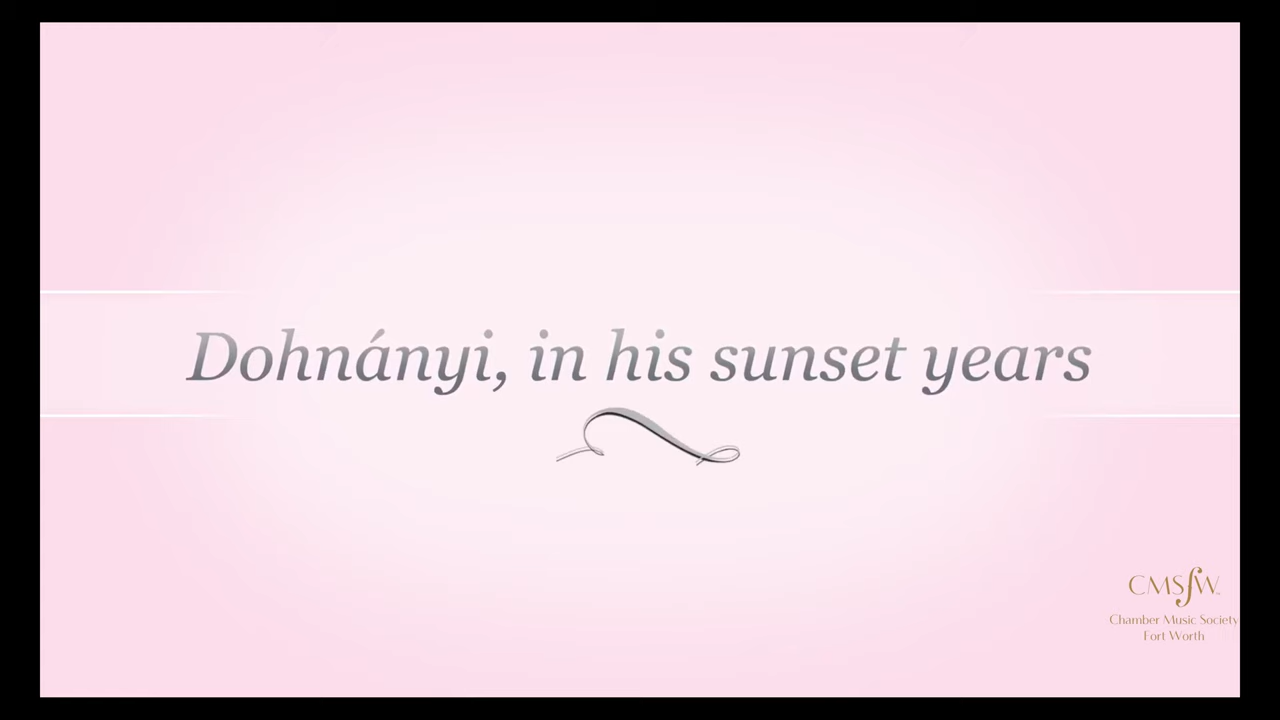 Dohnányi, in his sunset years
CMSfW
Chamber Music Society
Fort Worth